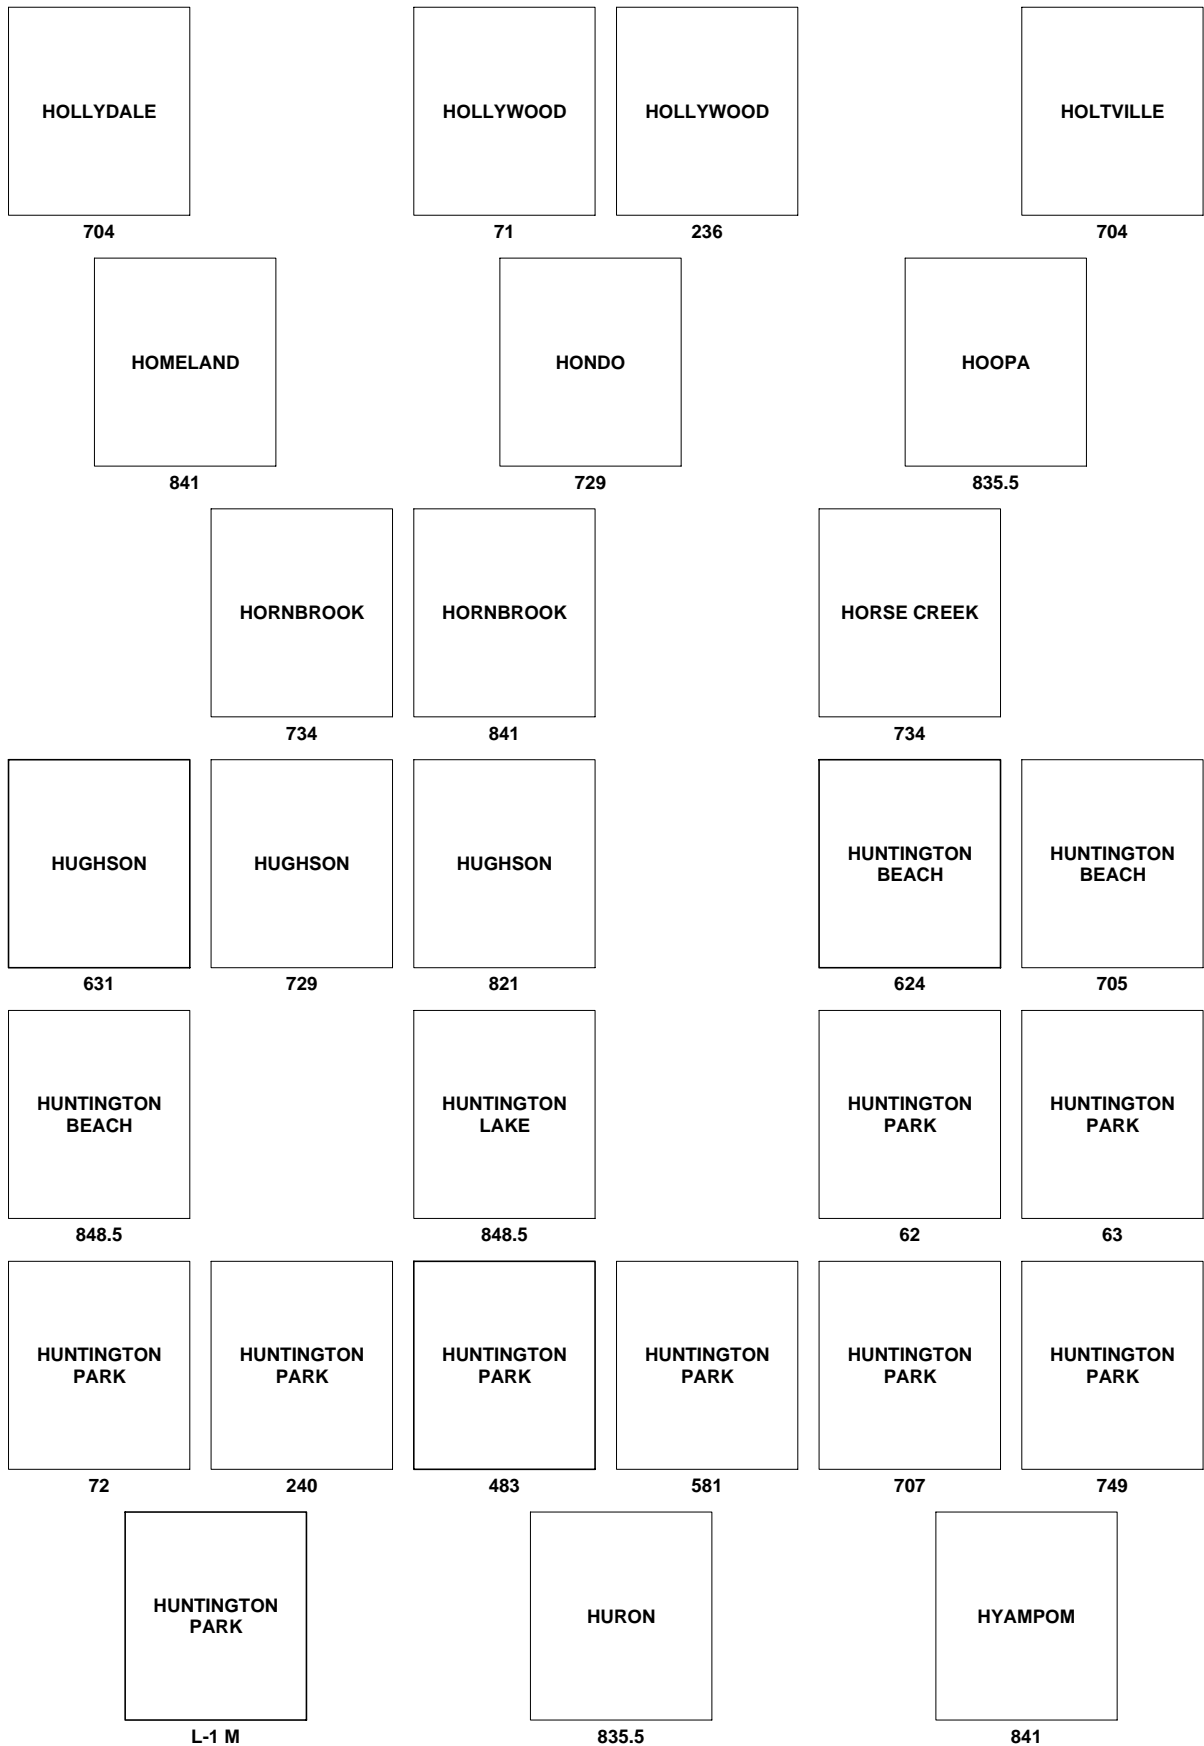 HOLLYDALE
704
HOLLYWOOD
71
HOLLYWOOD
236
HOLTVILLE
704
HOMELAND
841
HONDO
729
HOOPA
835.5
HORNBROOK
734
HORNBROOK
841
HORSE CREEK
734
HUGHSON
631
HUGHSON
729
HUGHSON
821
HUNTINGTON
BEACH
624
HUNTINGTON
BEACH
705
HUNTINGTON
BEACH
848.5
HUNTINGTON
LAKE
848.5
HUNTINGTON
PARK
62
HUNTINGTON
PARK
63
HUNTINGTON
PARK
72
HUNTINGTON
PARK
240
HUNTINGTON
PARK
483
HUNTINGTON
PARK
581
HUNTINGTON
PARK
707
HUNTINGTON
PARK
749
HUNTINGTON
PARK
L-1 M
HURON
835.5
HYAMPOM
841